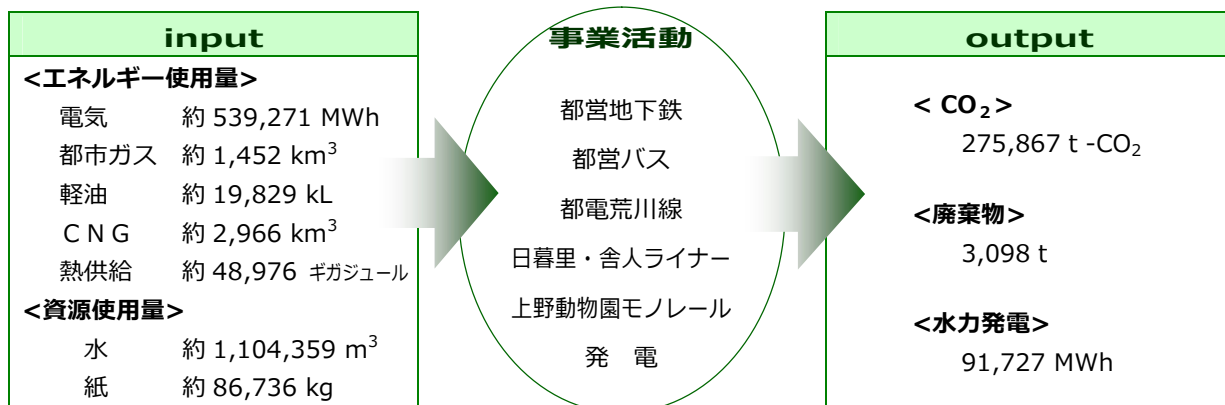 input
<エネルギー使用量>
電気 約 539,271 MWh
都市ガス 約 1,452 km³
軽油 約 19,829 kL
ＣＮＧ 約 2,966 km³
熱供給 約 48,976 ギガジュール
<資源使用量>
水 約 1,104,359 m³
紙 約 86,736 kg
事業活動
都営地下鉄
都営バス
都電荒川線
日暮里・舎人ライナー
上野動物園モノレール
発 電
output
< CO₂>
275,867 t -CO₂
<廃棄物>
3,098 t
<水力発電>
91,727 MWh